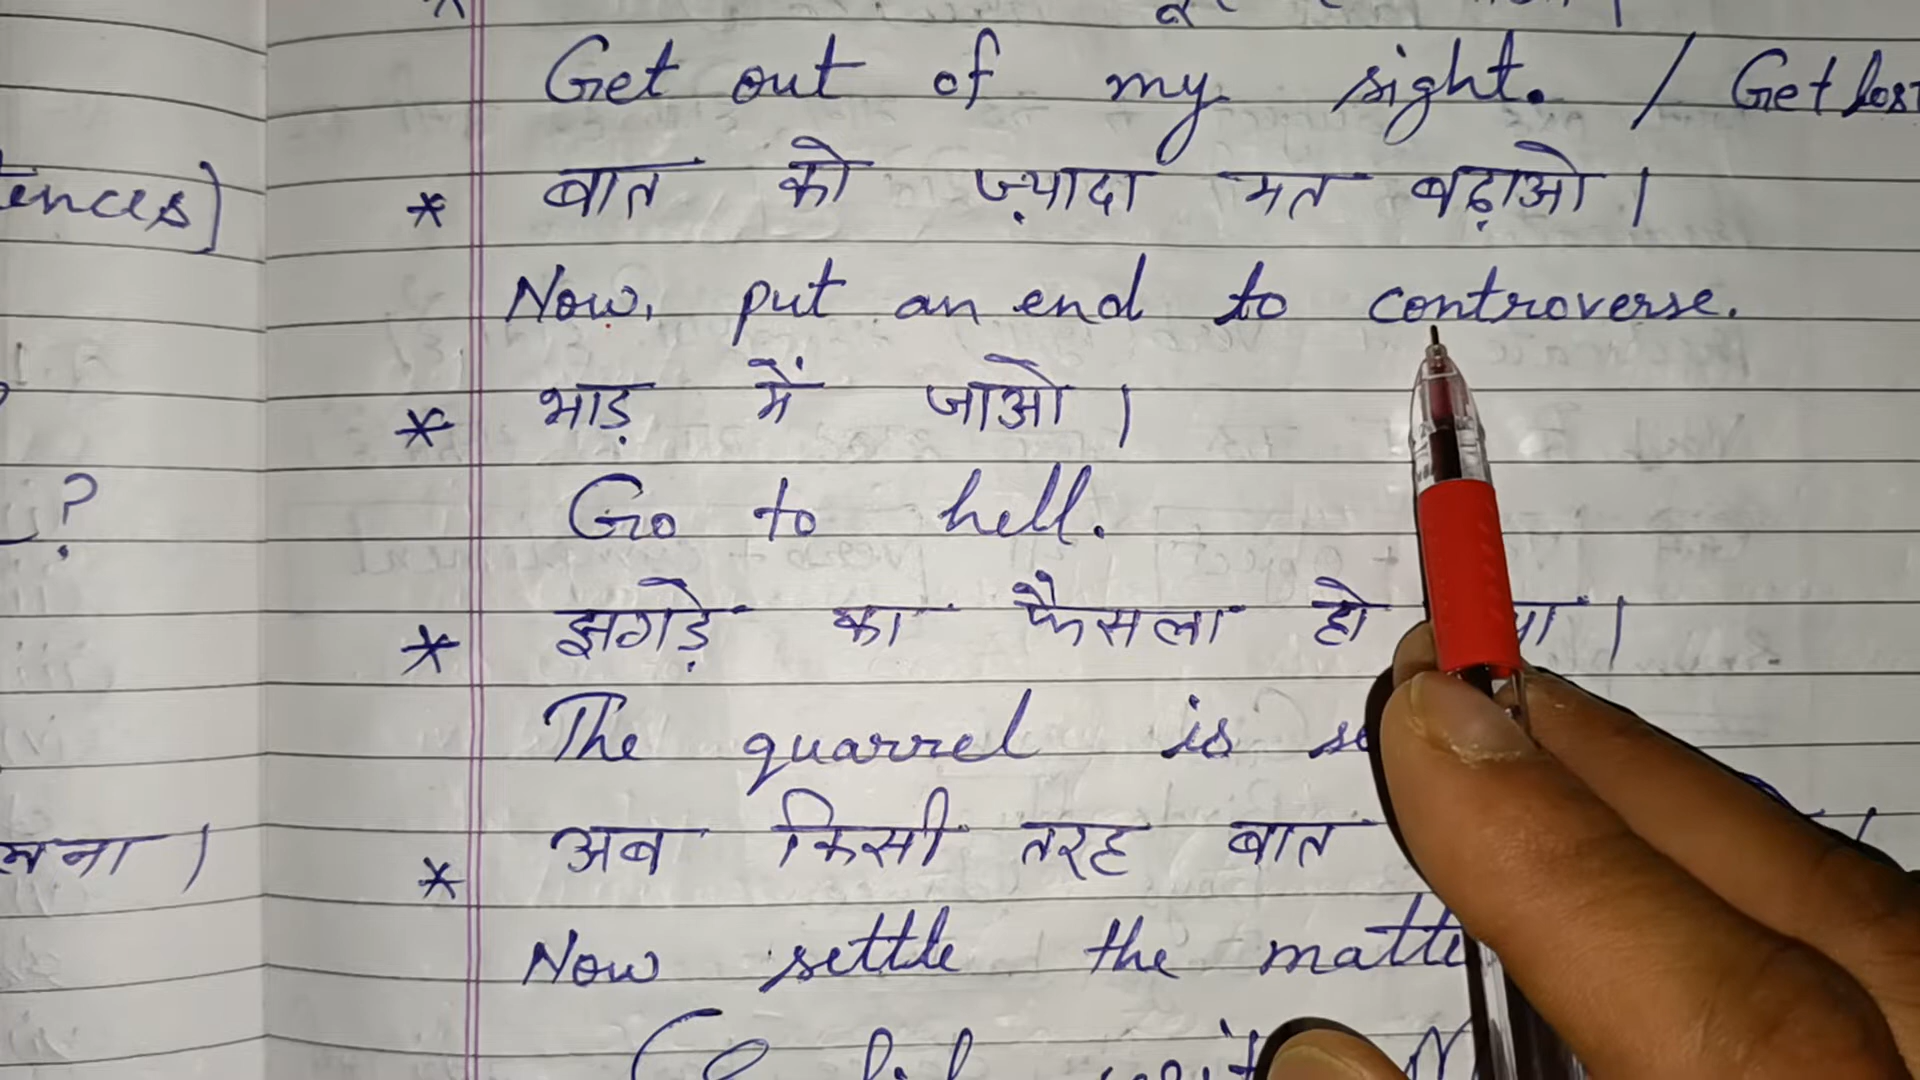 Get out of my sight. / Get lost
बात को ज़्यादा मत बढ़ाओ ।
ences)
Now, put an end to controverse.
भाड़ में जाओ ।
Go to hell.
?
झगड़े का फैसला हो
The quarrel is
अब किसी तरह बात
Now settle the